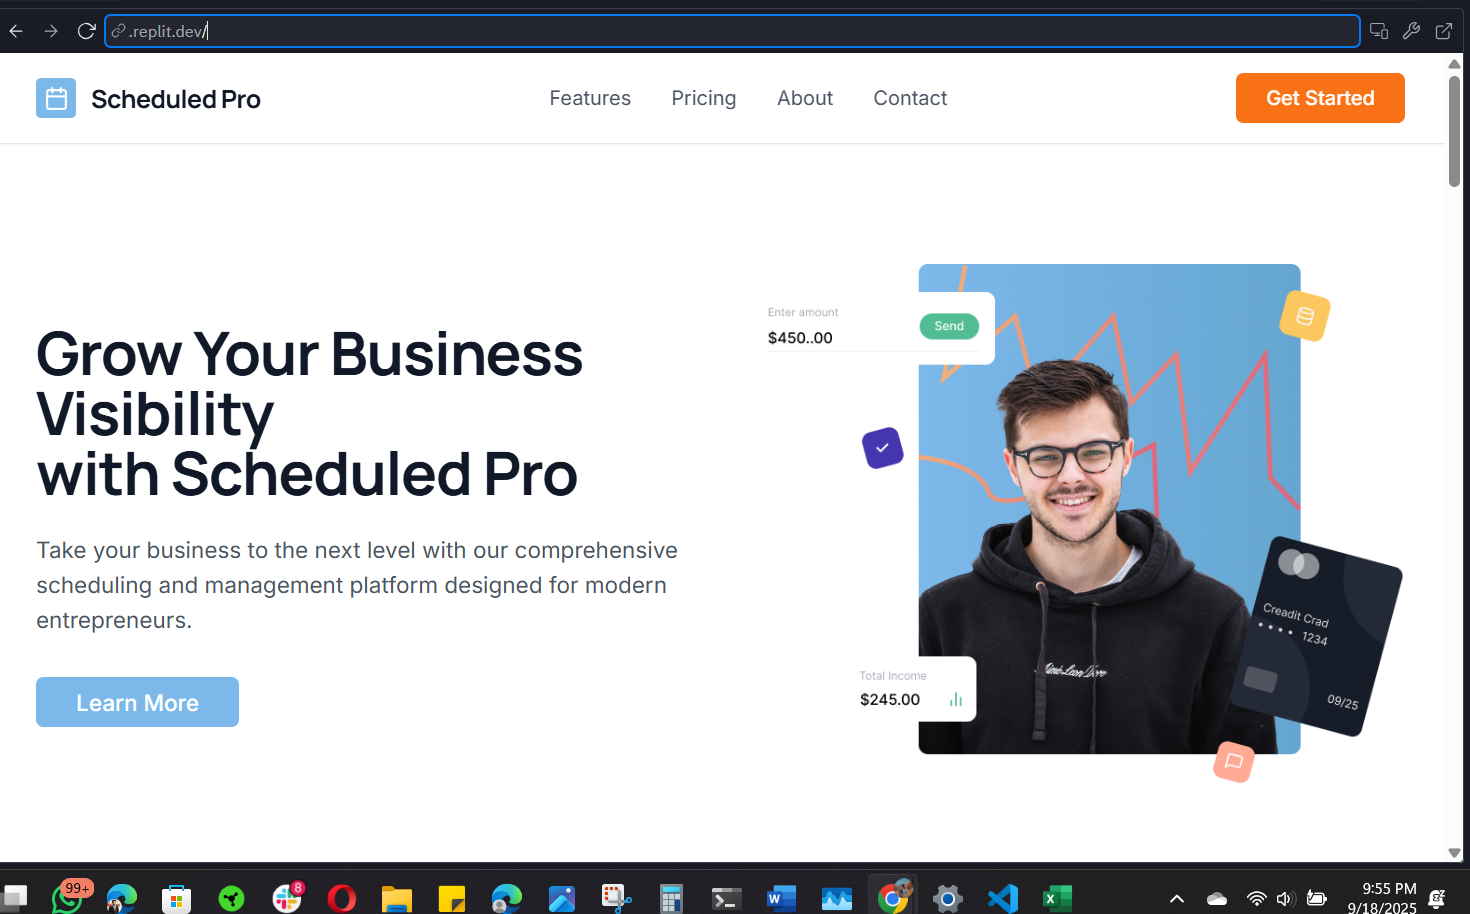 .replit.dev/
Scheduled Pro
Features
Pricing
About
Contact
Get Started
Grow Your Business
Visibility
with Scheduled Pro
Take your business to the next level with our comprehensive
scheduling and management platform designed for modern
entrepreneurs.
Learn More
Enter amount
$450..00
Send
Creadit Crad
•••• 1234
09/25
Total Income
$245.00
99+
8
9:55 PM
9/18/2025